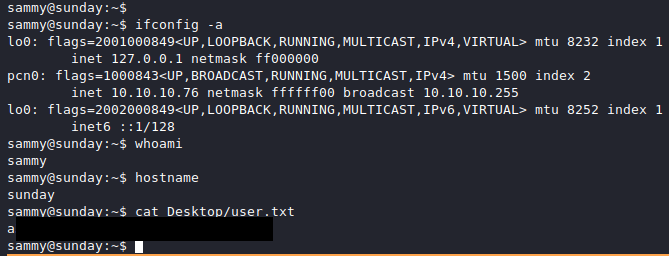 sammy@sunday:~$
sammy@sunday:~$ ifconfig -a
lo0: flags=2001000849<UP,LOOPBACK,RUNNING,MULTICAST,IPv4,VIRTUAL> mtu 8232 index 1
inet 127.0.0.1 netmask ff000000
pcn0: flags=1000843<UP,BROADCAST,RUNNING,MULTICAST,IPv4> mtu 1500 index 2
inet 10.10.10.76 netmask ffffff00 broadcast 10.10.10.255
lo0: flags=2002000849<UP,LOOPBACK,RUNNING,MULTICAST,IPv6,VIRTUAL> mtu 8252 index 1
inet6 ::1/128
sammy@sunday:~$ whoami
sammy
sammy@sunday:~$ hostname
sunday
sammy@sunday:~$ cat Desktop/user.txt
a
sammy@sunday:~$